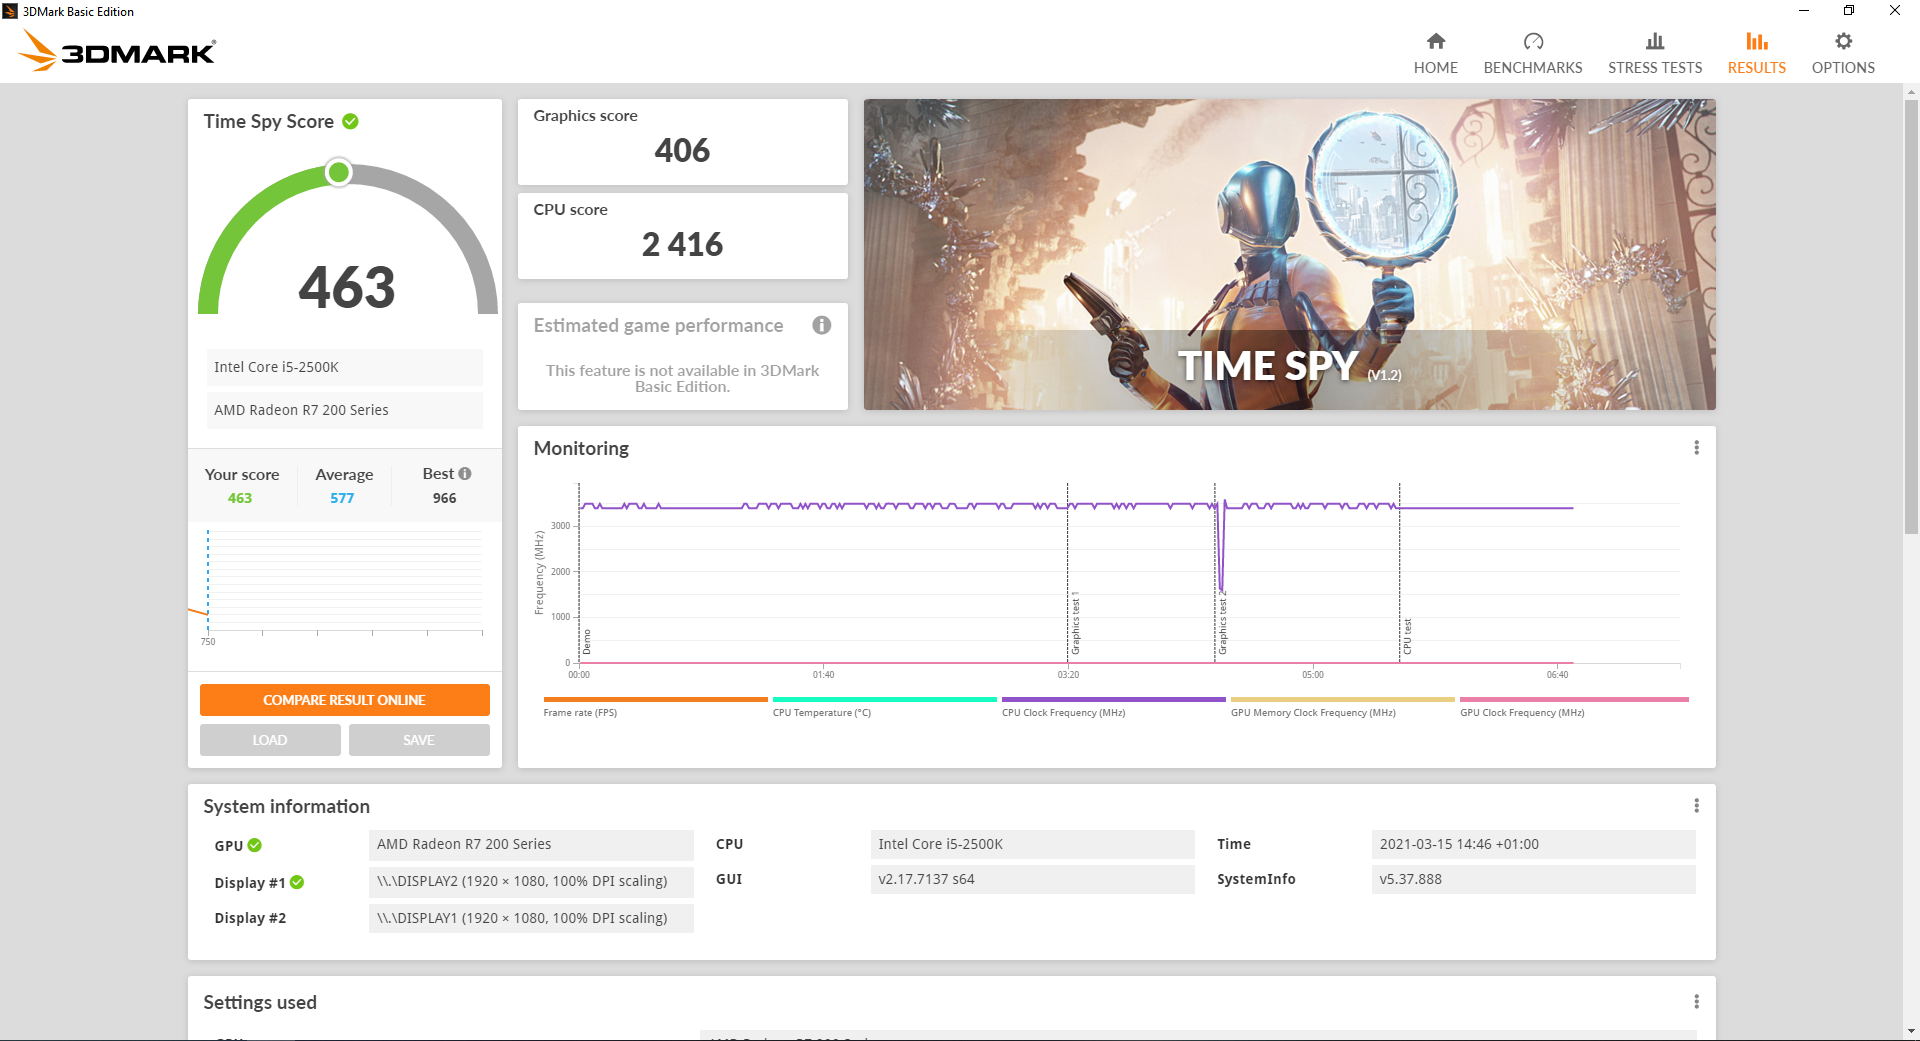 3DMark Basic Edition
3DMARK®
HOME
BENCHMARKS
STRESS TESTS
RESULTS
OPTIONS
Time Spy Score
463
Intel Core i5-2500K
AMD Radeon R7 200 Series
Your score
463
Average
577
Best
966
750
COMPARE RESULT ONLINE
LOAD
SAVE
Graphics score
406
CPU score
2 416
Estimated game performance
This feature is not available in 3DMark
Basic Edition.
TIME SPY (V1.2)
Monitoring
Frequency (MHz)
3000
2000
1000
0
Demo
Graphics test 1
Graphics test 2
CPU test
00:00
01:40
03:20
05:00
06:40
Frame rate (FPS)
CPU Temperature (°C)
CPU Clock Frequency (MHz)
GPU Memory Clock Frequency (MHz)
GPU Clock Frequency (MHz)
System information
GPU
AMD Radeon R7 200 Series
Display #1
\\.\DISPLAY2 (1920 × 1080, 100% DPI scaling)
Display #2
\\.\DISPLAY1 (1920 × 1080, 100% DPI scaling)
CPU
Intel Core i5-2500K
GUI
v2.17.7137 s64
Time
2021-03-15 14:46 +01:00
SystemInfo
v5.37.888
Settings used